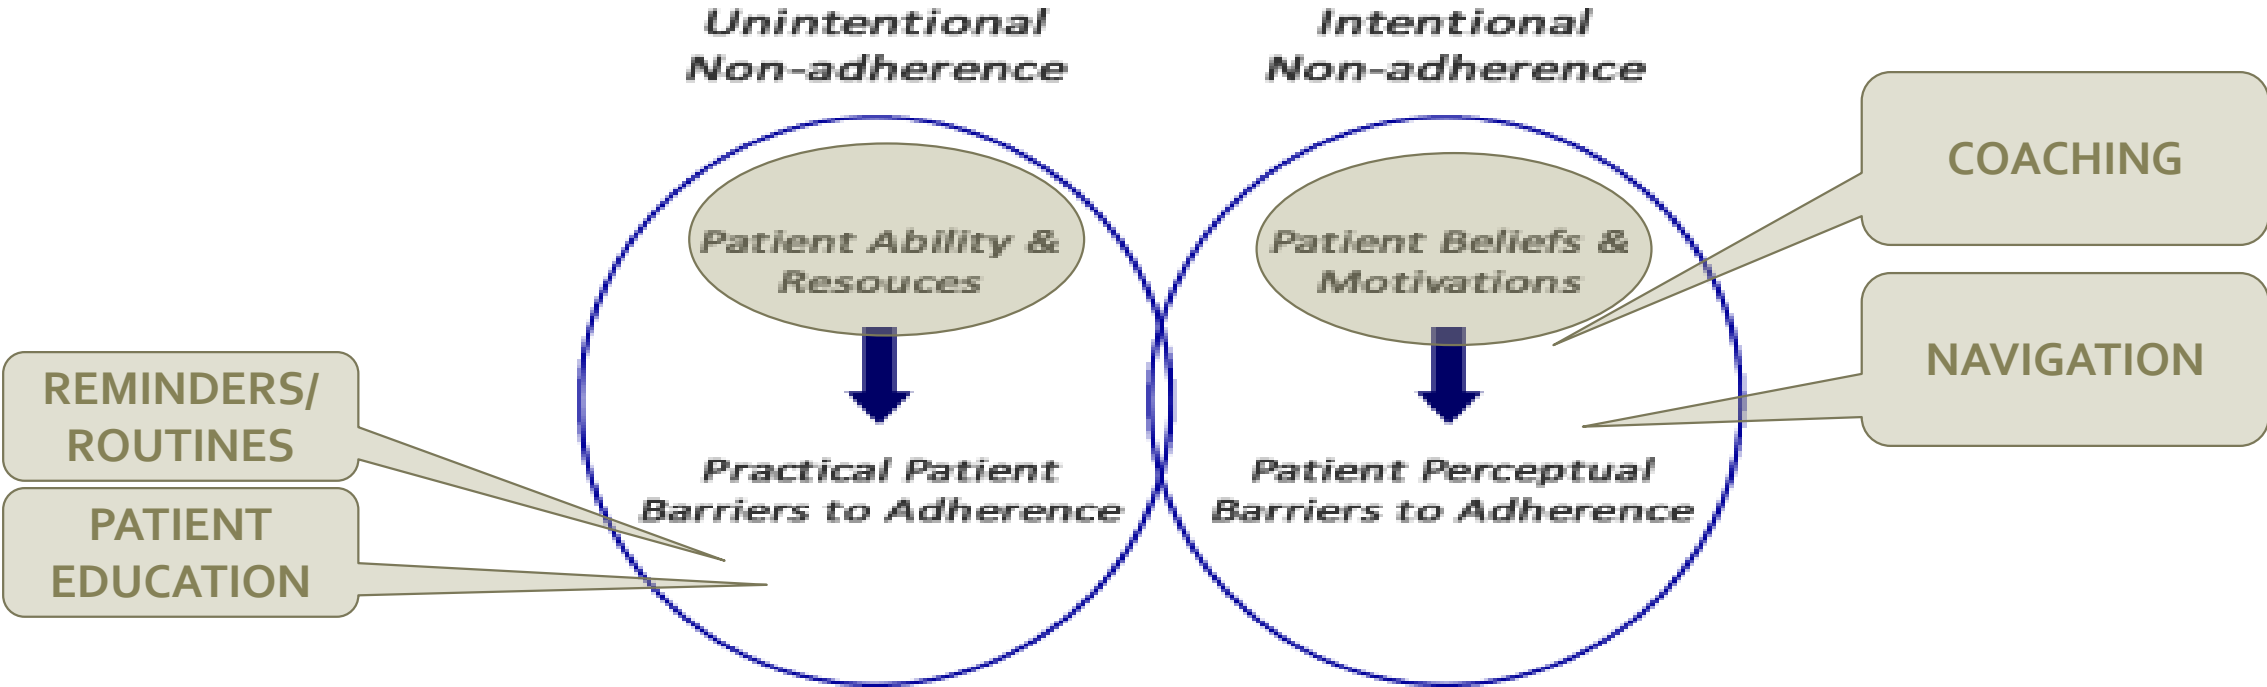 Unintentional
Non-adherence
Intentional
Non-adherence
Patient Ability &
Resouces
Patient Beliefs &
Motivations
Practical Patient
Barriers to Adherence
Patient Perceptual
Barriers to Adherence
REMINDERS/
ROUTINES
PATIENT
EDUCATION
COACHING
NAVIGATION